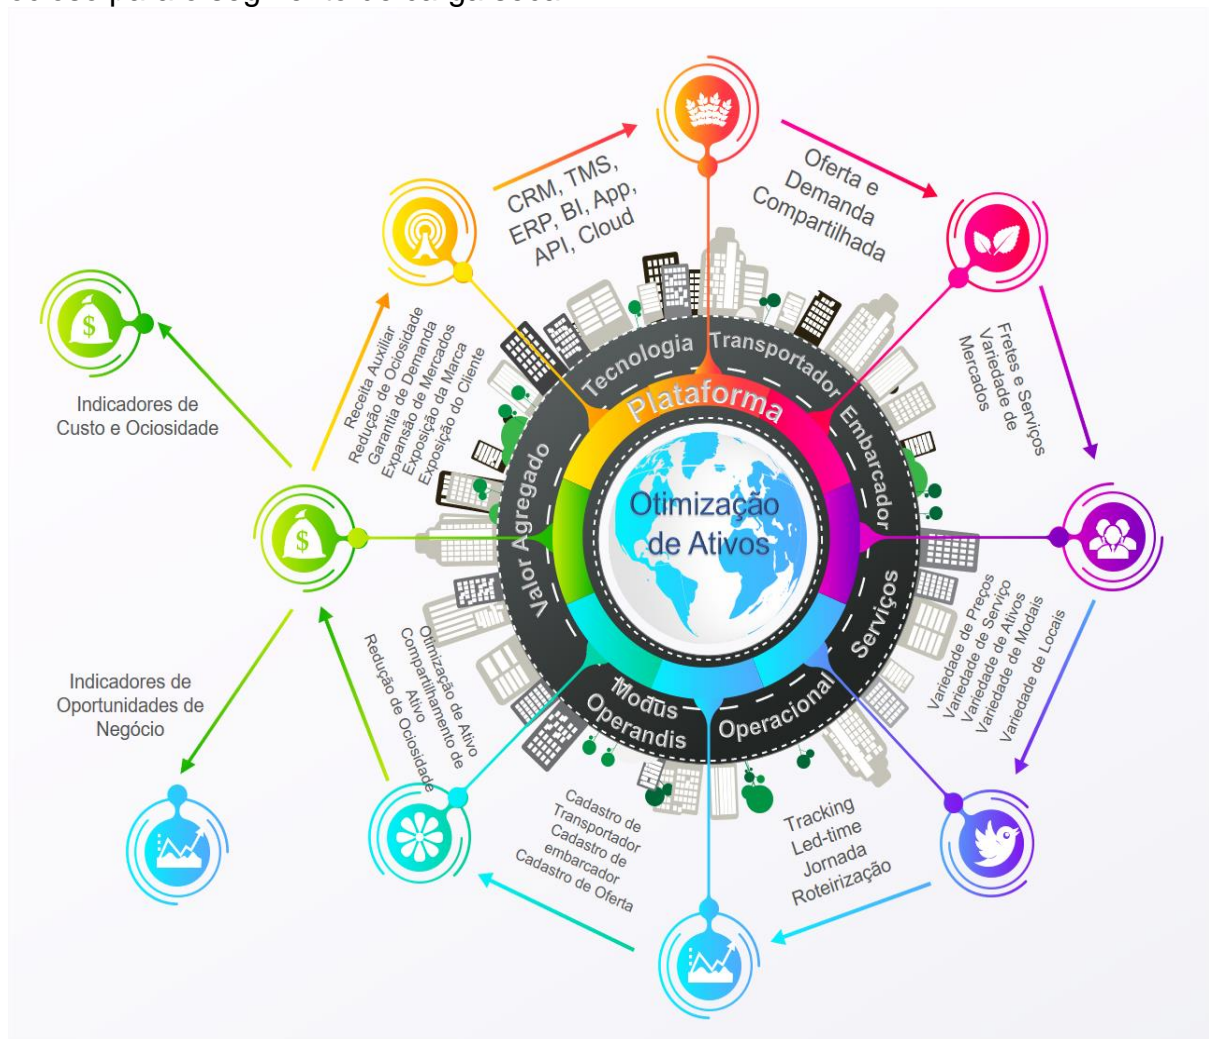 CRM, TMS,
ERP, BI, App,
API, Cloud
Oferta e
Demanda
Compartilhada
Fretes e Serviços
Variedade de
Mercados
Variedade de Preços
Variedade de Serviço
Variedade de Ativos
Variedade de Modais
Variedade de Locais
Tracking
Led-time
Jornada
Roteirização
Cadastro de
Transportador
Cadastro de
embarcador
Cadastro de Oferta
Otimização de Ativo
Compartilhamento de
Ativo
Redução de Ociosidade
Receita Auxiliar
Redução de Ociosidade
Garantia de Demanda
Expansão de Mercados
Exposição da Marca
Exposição do Cliente
Indicadores de
Custo e Ociosidade
Indicadores de
Oportunidades de
Negócio
Tecnologia
Transportador
Embarcador
Serviços
Operacional
Modus
Operandis
Valor Agregado
Plataforma
Otimização
de Ativos
$
$